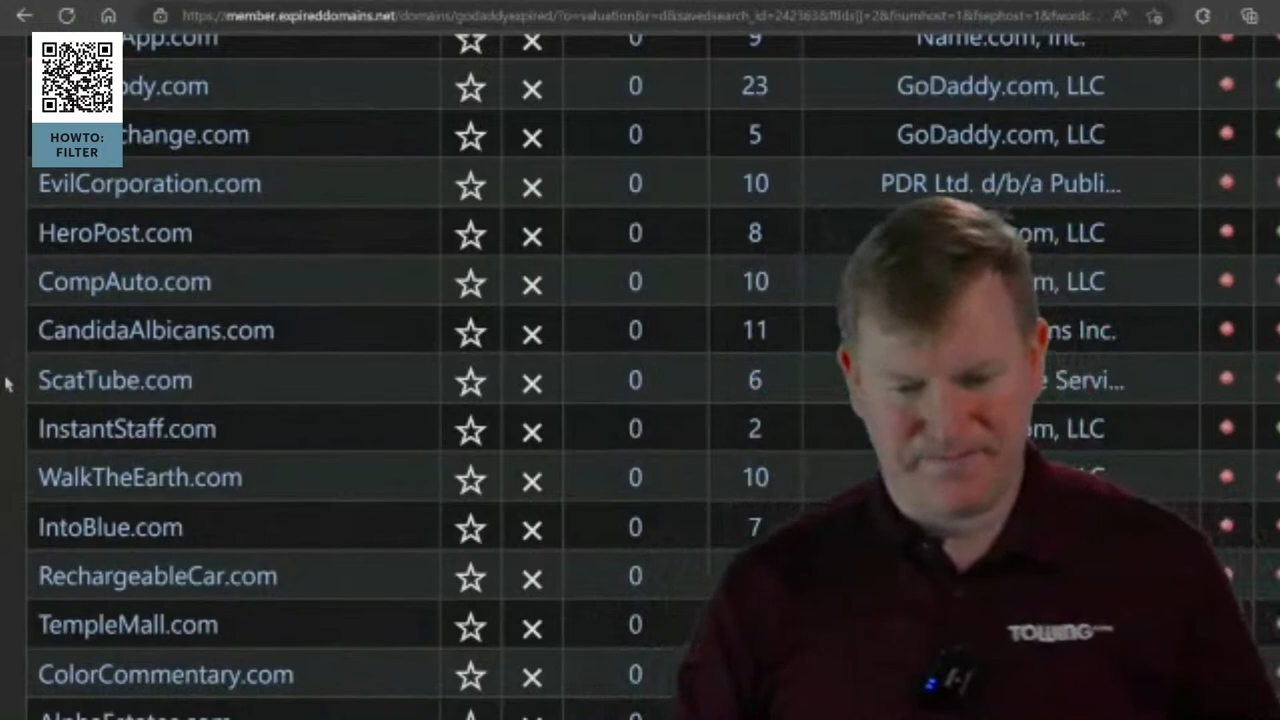 https://member.expireddomains.net/domains/godaddyexpired/?o=valuation&r=d&savedsearch_id=242363&ftlds[]=2&fnumhost=1&fsephost=1&fwordc...
App.com 0 9 Name.com, Inc.
ody.com 0 23 GoDaddy.com, LLC
change.com 0 5 GoDaddy.com, LLC
HOWTO:
FILTER
EvilCorporation.com 0 10 PDR Ltd. d/b/a Publi...
HeroPost.com 0 8 om, LLC
CompAuto.com 0 10 m, LLC
CandidaAlbicans.com 0 11 ns Inc.
ScatTube.com 0 6 e Servi...
InstantStaff.com 0 2 om, LLC
WalkTheEarth.com 0 10
IntoBlue.com 0 7
RechargeableCar.com 0
TempleMall.com 0
ColorCommentary.com 0
TOWING